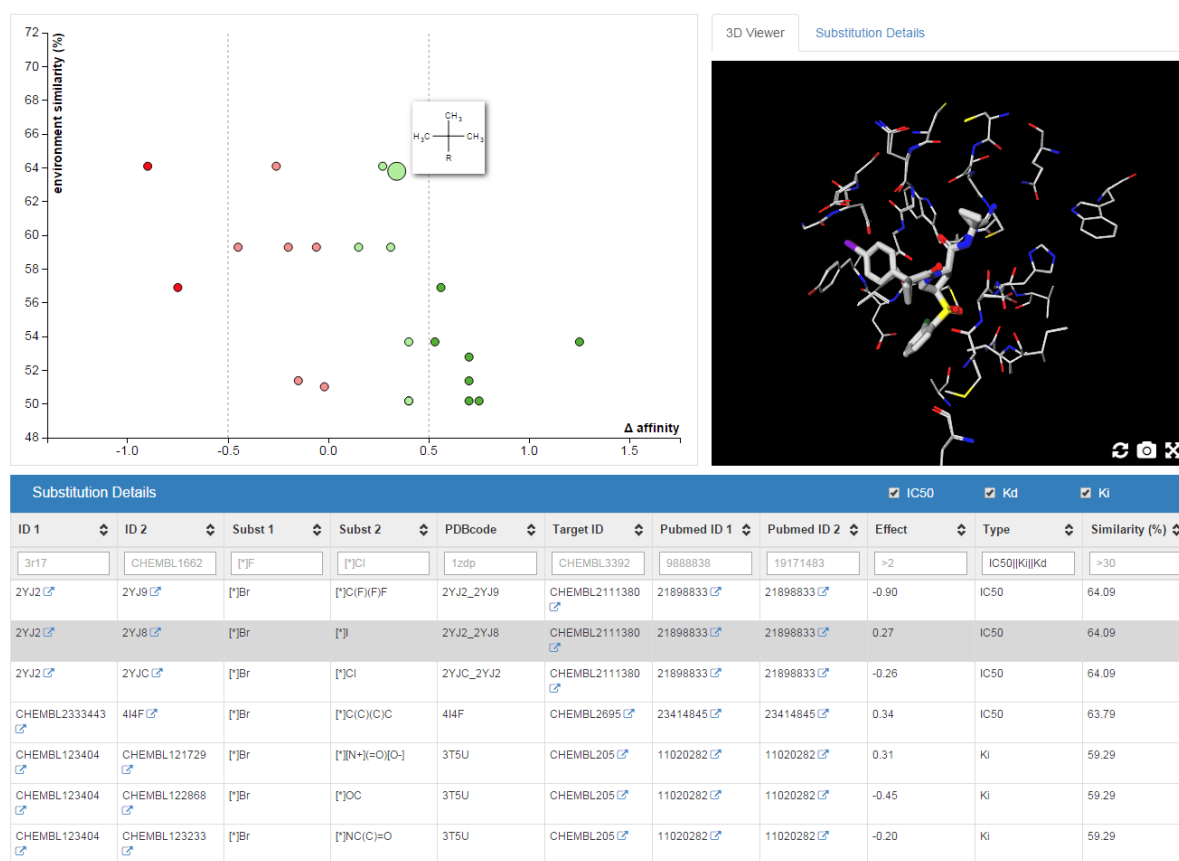 3D Viewer Substitution Details
environment similarity (%)
72
70
68
66
64
62
60
58
56
54
52
50
48
CH3
H3C CH3
R
Δ affinity
-1.0 -0.5 0.0 0.5 1.0 1.5
Substitution Details IC50 Kd Ki
ID 1 ID 2 Subst 1 Subst 2 PDBcode Target ID Pubmed ID 1 Pubmed ID 2 Effect Type Similarity (%)
3r17 CHEMBL1662 [*]F [*]Cl 1zdp CHEMBL3392 9888838 19171483 >2 IC50||Ki||Kd >30
2YJ2 2YJ9 [*]Br [*]C(F)(F)F 2YJ2_2YJ9 CHEMBL2111380 21898833 21898833 -0.90 IC50 64.09
2YJ2 2YJ8 [*]Br [*]I 2YJ2_2YJ8 CHEMBL2111380 21898833 21898833 0.27 IC50 64.09
2YJ2 2YJC [*]Br [*]Cl 2YJC_2YJ2 CHEMBL2111380 21898833 21898833 -0.26 IC50 64.09
CHEMBL2333443 4I4F [*]Br [*]C(C)(C)C 4I4F CHEMBL2695 23414845 23414845 0.34 IC50 63.79
CHEMBL123404 CHEMBL121729 [*]Br [*][N+](=O)[O-] 3T5U CHEMBL205 11020282 11020282 0.31 Ki 59.29
CHEMBL123404 CHEMBL122868 [*]Br [*]OC 3T5U CHEMBL205 11020282 11020282 -0.45 Ki 59.29
CHEMBL123404 CHEMBL123233 [*]Br [*]NC(C)=O 3T5U CHEMBL205 11020282 11020282 -0.20 Ki 59.29